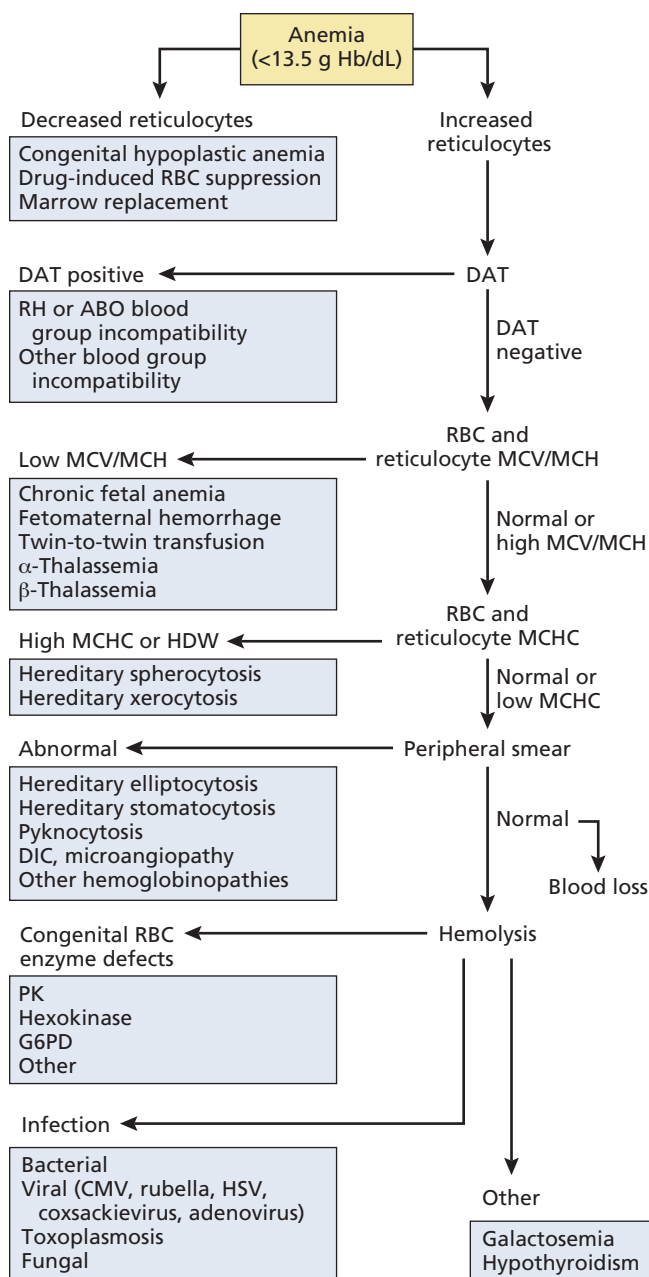 Anemia
(<13.5 g Hb/dL)
Decreased reticulocytes
Congenital hypoplastic anemia
Drug-induced RBC suppression
Marrow replacement
Increased
reticulocytes
DAT positive
DAT
RH or ABO blood
group incompatibility
Other blood group
incompatibility
DAT
negative
Low MCV/MCH
RBC and
reticulocyte MCV/MCH
Chronic fetal anemia
Fetomaternal hemorrhage
Twin-to-twin transfusion
α-Thalassemia
β-Thalassemia
Normal or
high MCV/MCH
High MCHC or HDW
RBC and
reticulocyte MCHC
Hereditary spherocytosis
Hereditary xerocytosis
Normal or
low MCHC
Abnormal
Peripheral smear
Hereditary elliptocytosis
Hereditary stomatocytosis
Pyknocytosis
DIC, microangiopathy
Other hemoglobinopathies
Normal
Blood loss
Congenital RBC
enzyme defects
Hemolysis
PK
Hexokinase
G6PD
Other
Infection
Bacterial
Viral (CMV, rubella, HSV,
coxsackievirus, adenovirus)
Toxoplasmosis
Fungal
Other
Galactosemia
Hypothyroidism